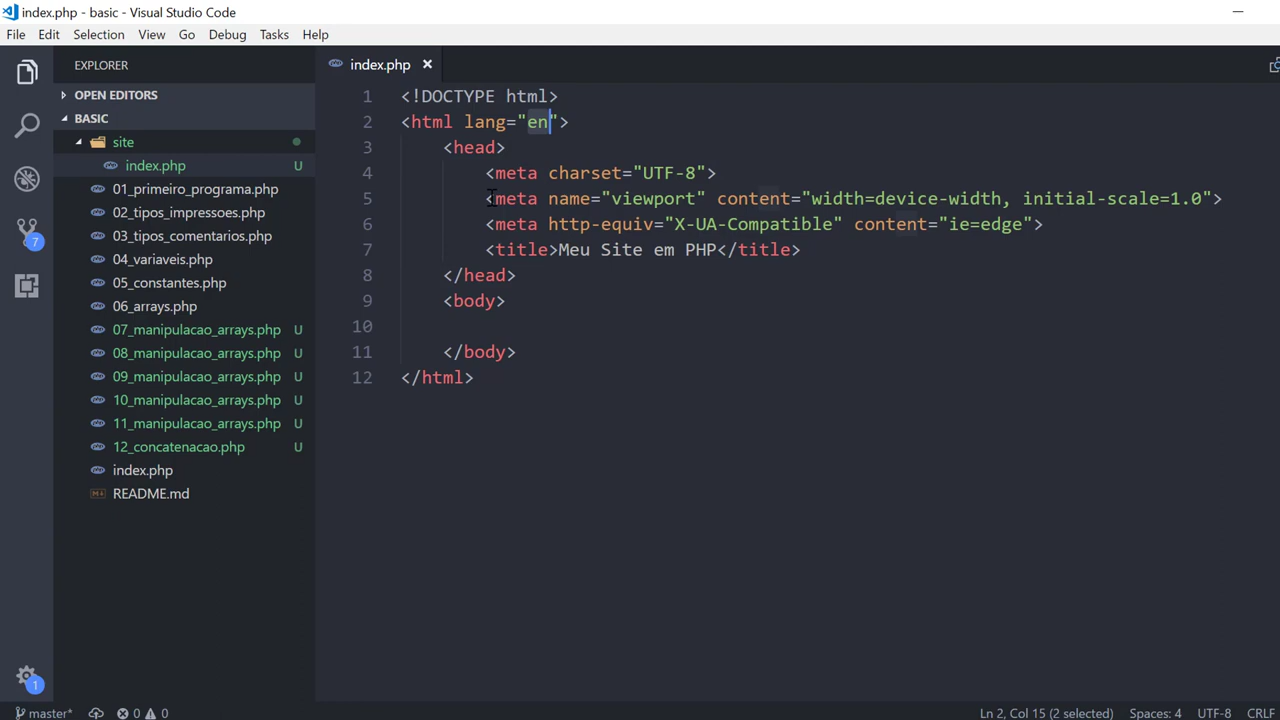 index.php - basic - Visual Studio Code
File Edit Selection View Go Debug Tasks Help
EXPLORER
OPEN EDITORS
BASIC
site
index.php U
01_primeiro_programa.php
02_tipos_impressoes.php
03_tipos_comentarios.php
04_variaveis.php
05_constantes.php
06_arrays.php
07_manipulacao_arrays.php U
08_manipulacao_arrays.php U
09_manipulacao_arrays.php U
10_manipulacao_arrays.php U
11_manipulacao_arrays.php U
12_concatenacao.php U
index.php
README.md
7
1
index.php
1 <!DOCTYPE html>
2 <html lang="en">
3 <head>
4 <meta charset="UTF-8">
5 <meta name="viewport" content="width=device-width, initial-scale=1.0">
6 <meta http-equiv="X-UA-Compatible" content="ie=edge">
7 <title>Meu Site em PHP</title>
8 </head>
9 <body>
10
11 </body>
12 </html>
master* 0 0 Ln 2, Col 15 (2 selected) Spaces: 4 UTF-8 CRLF